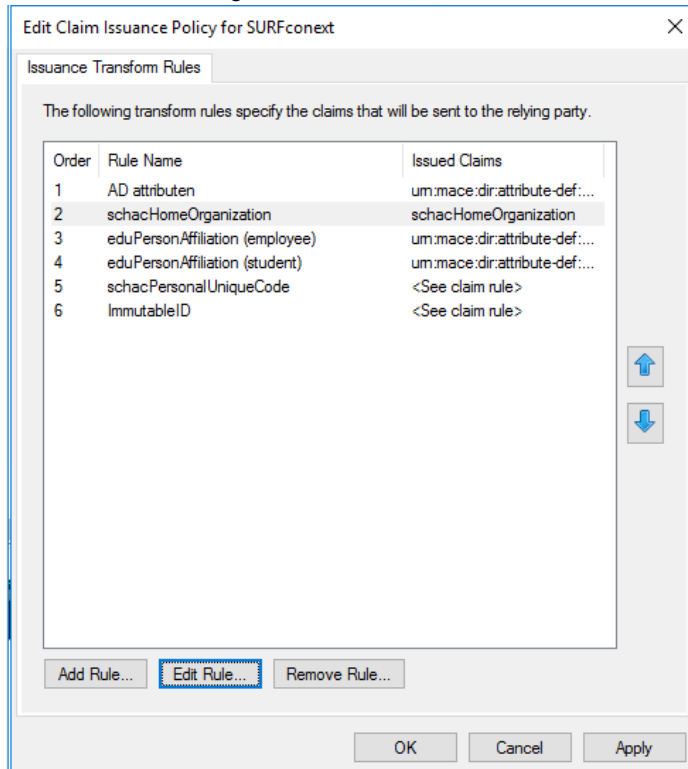 Edit Claim Issuance Policy for SURFconext
Issuance Transform Rules
The following transform rules specify the claims that will be sent to the relying party.
Order Rule Name Issued Claims
1 AD attributen urn:mace:dir:attribute-def:...
2 schacHomeOrganization schacHomeOrganization
3 eduPersonAffiliation (employee) urn:mace:dir:attribute-def:...
4 eduPersonAffiliation (student) urn:mace:dir:attribute-def:...
5 schacPersonalUniqueCode <See claim rule>
6 ImmutableID <See claim rule>
Add Rule... Edit Rule... Remove Rule...
OK Cancel Apply